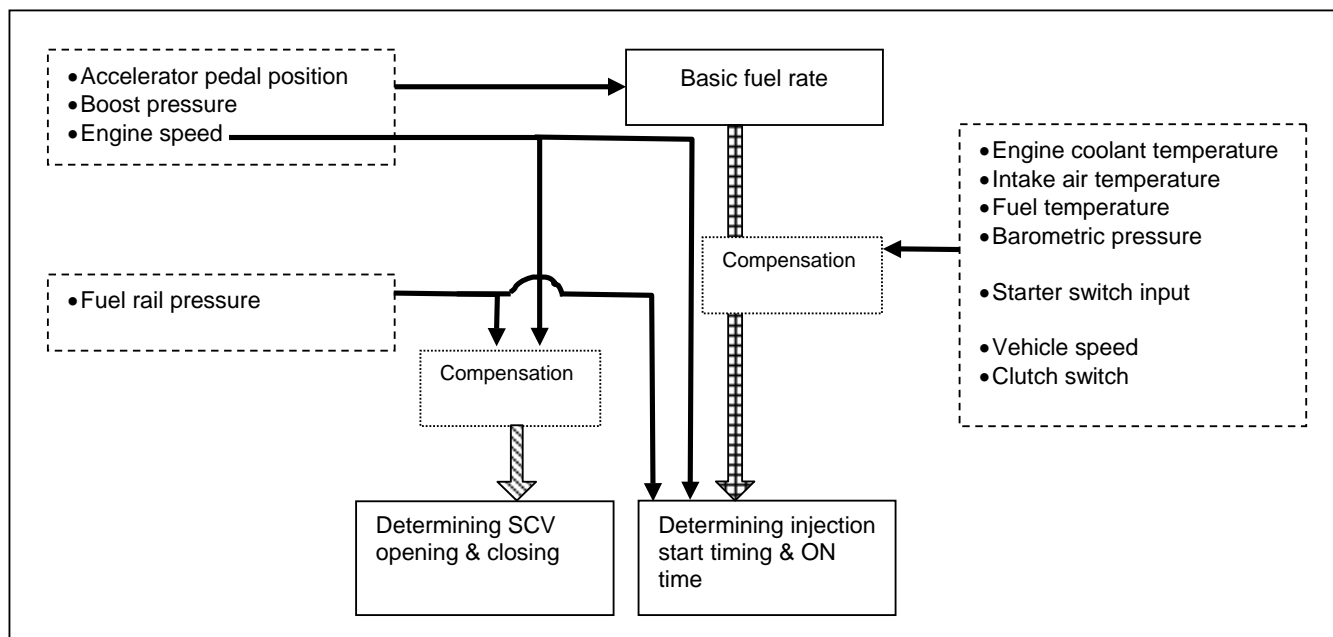 •Accelerator pedal position
•Boost pressure
•Engine speed
Basic fuel rate
•Engine coolant temperature
•Intake air temperature
•Fuel temperature
•Barometric pressure
•Starter switch input
•Vehicle speed
•Clutch switch
Compensation
•Fuel rail pressure
Compensation
Determining SCV
opening & closing
Determining injection
start timing & ON
time